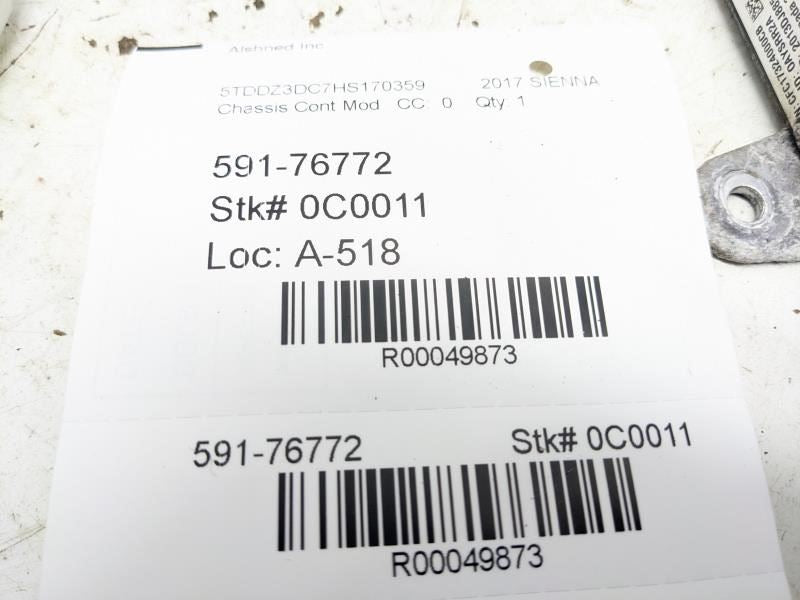 Alehned Inc
5TDDZ3DC7HS170359 2017 SIENNA
Chassis Cont Mod CC: 0 Qty: 1
591-76772
Stk# 0C0011
Loc: A-518
R00049873
591-76772 Stk# 0C0011
R00049873